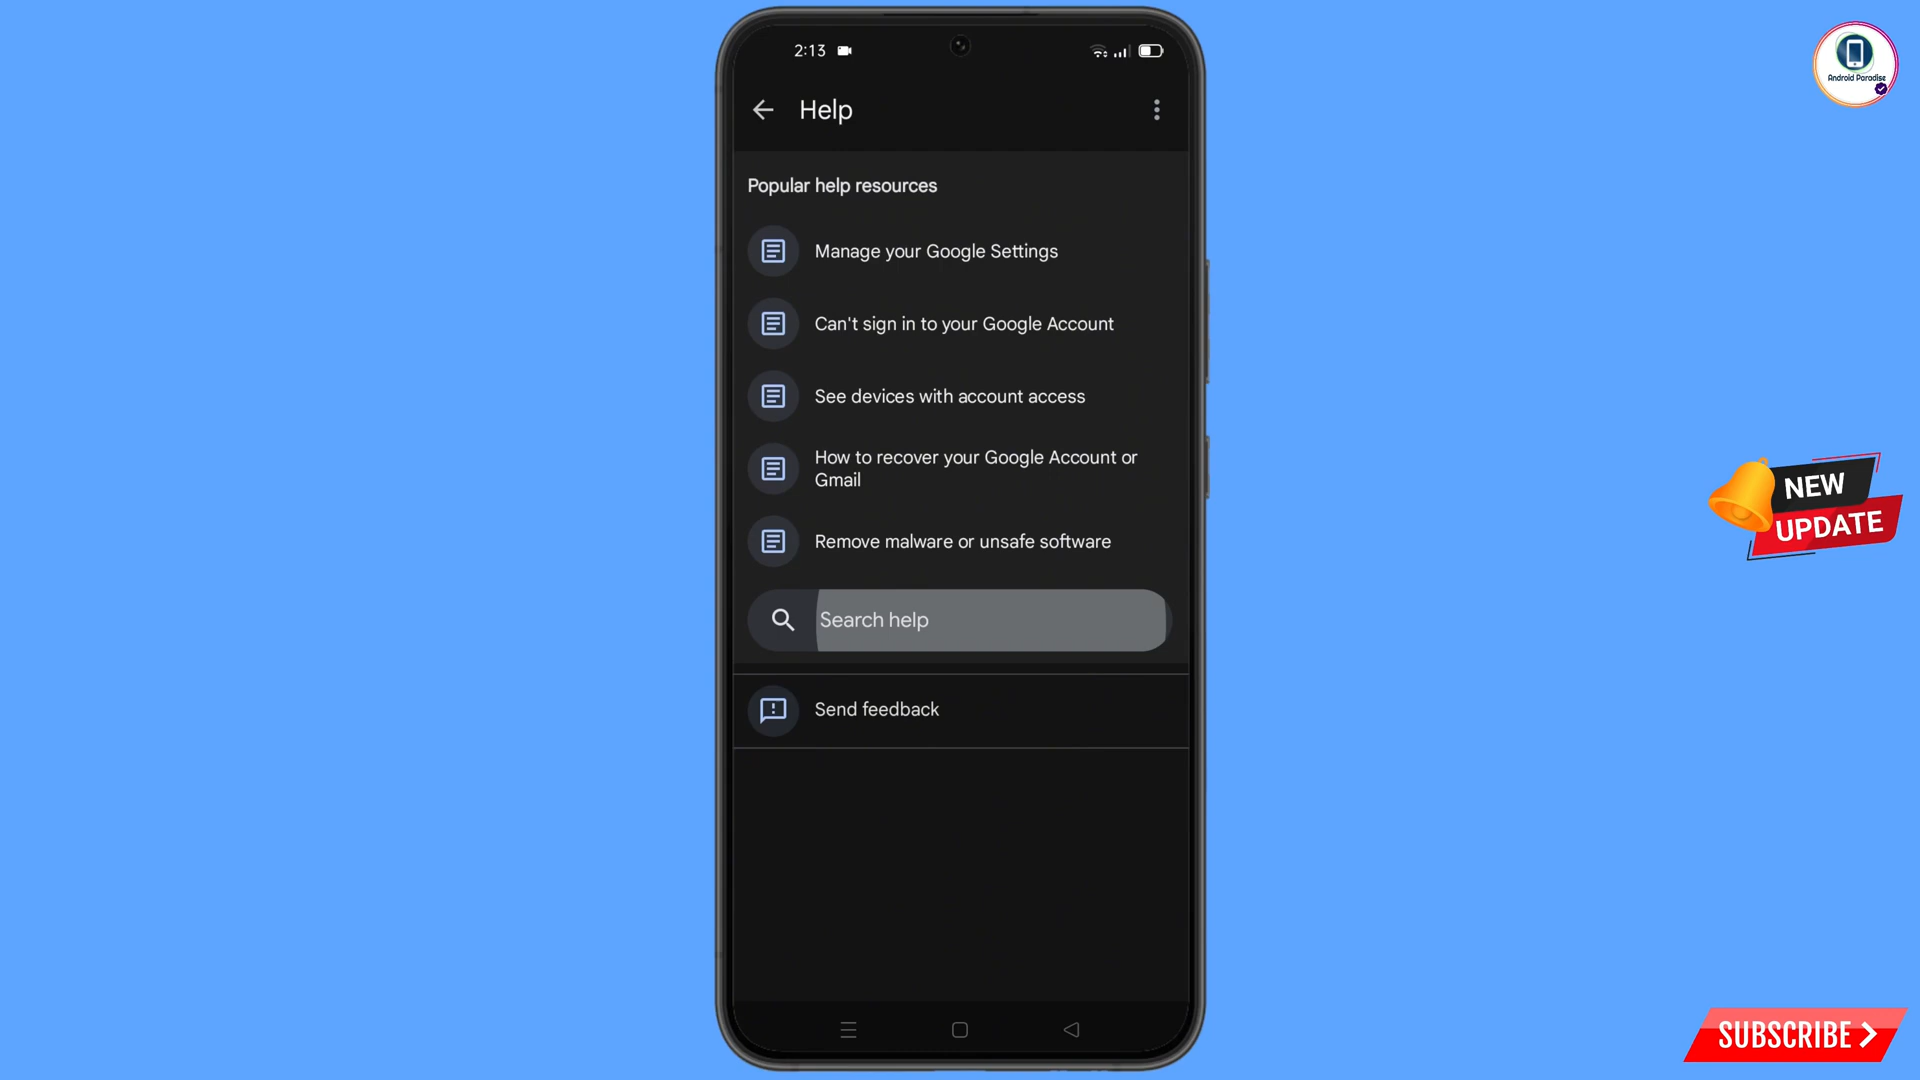 2:13
Help
Popular help resources
Manage your Google Settings
Can't sign in to your Google Account
See devices with account access
How to recover your Google Account or
Gmail
Remove malware or unsafe software
Search help
Send feedback
Android Paradise
NEW
UPDATE
SUBSCRIBE